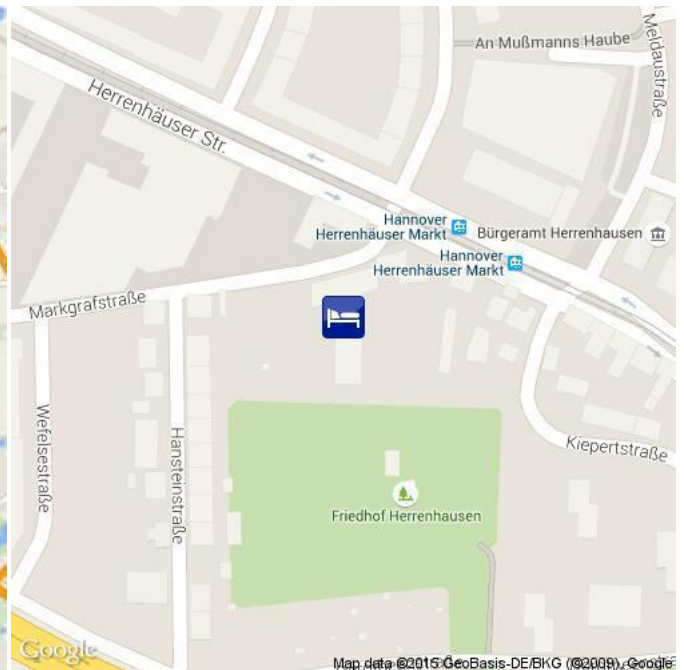 An Mußmanns Haube
Meldaustraße
Herrenhäuser Str.
Hannover
Herrenhäuser Markt
Bürgeramt Herrenhausen
Hannover
Herrenhäuser Markt
Markgrafstraße
Wefelsestraße
Hansteinstraße
Kiepertstraße
Friedhof Herrenhausen
Google
Map data ©2015 GeoBasis-DE/BKG (©2009), Google